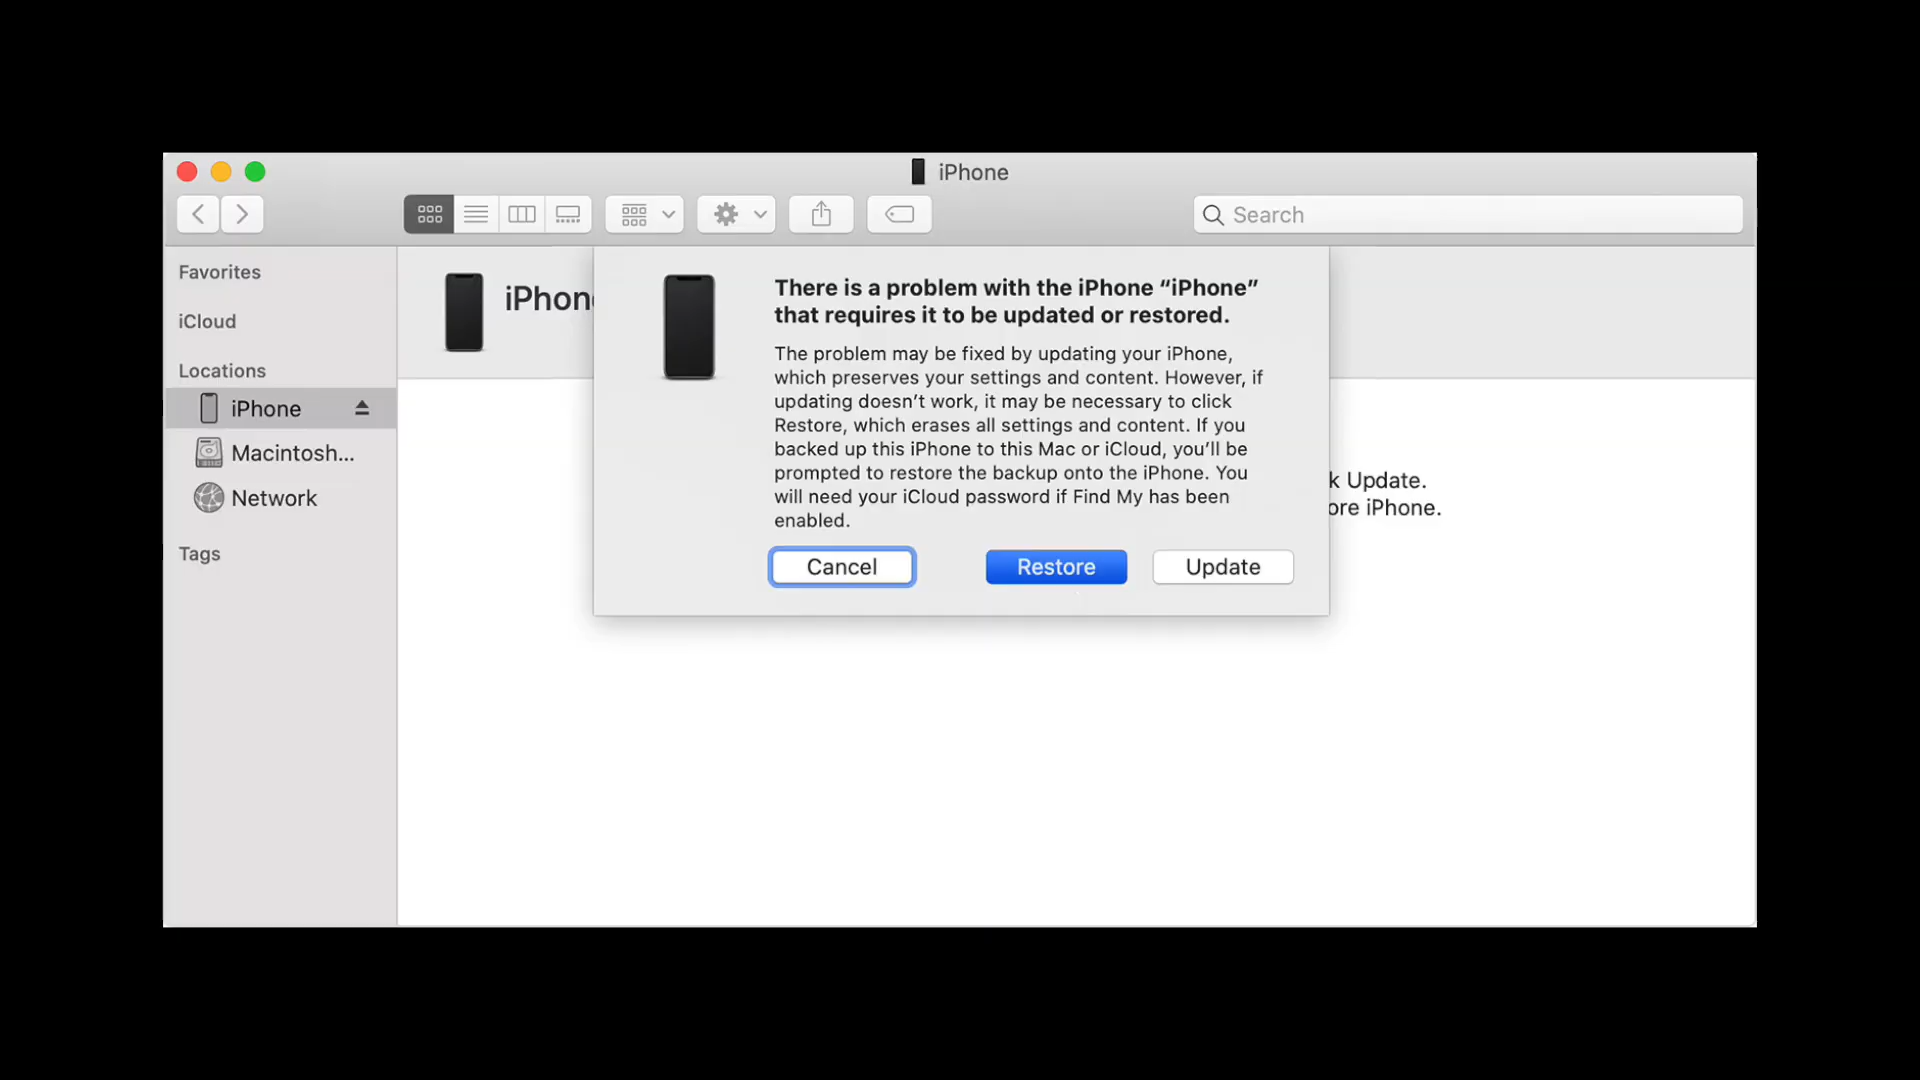 iPhone
Search
Favorites
iCloud
Locations
iPhone
Macintosh...
Network
Tags
iPhon
There is a problem with the iPhone “iPhone”
that requires it to be updated or restored.
The problem may be fixed by updating your iPhone,
which preserves your settings and content. However, if
updating doesn’t work, it may be necessary to click
Restore, which erases all settings and content. If you
backed up this iPhone to this Mac or iCloud, you’ll be
prompted to restore the backup onto the iPhone. You
will need your iCloud password if Find My has been
enabled.
Cancel
Restore
Update
k Update.
ore iPhone.